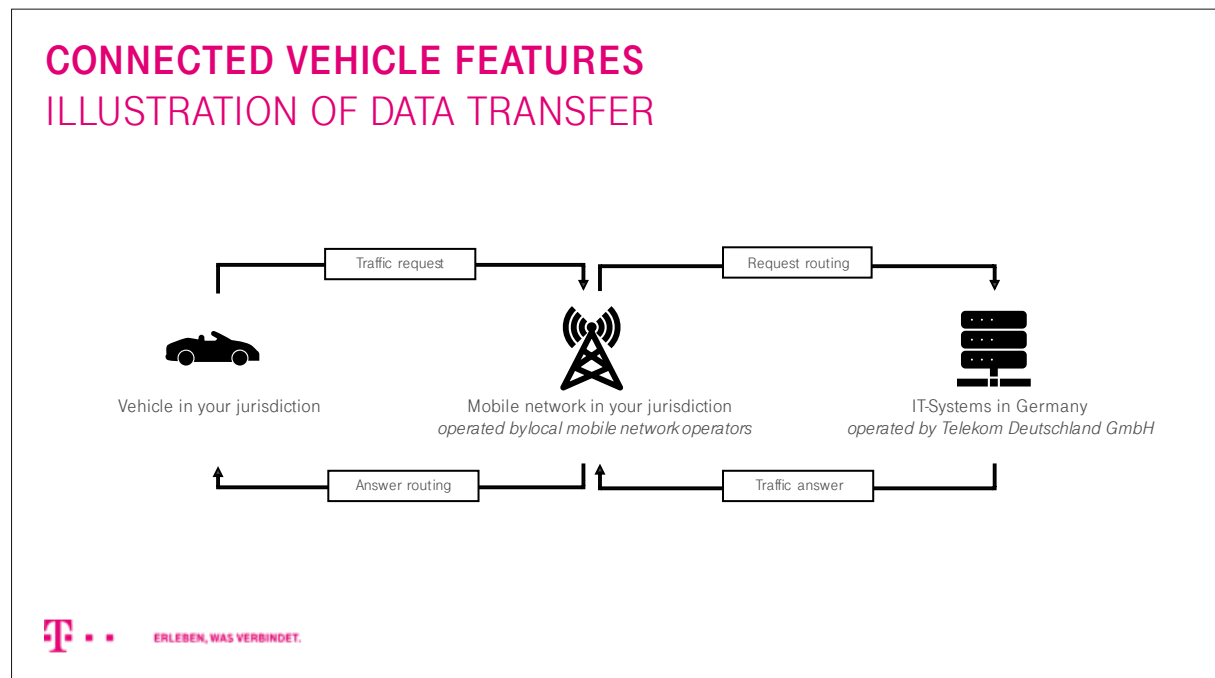 CONNECTED VEHICLE FEATURES
ILLUSTRATION OF DATA TRANSFER
Traffic request
Request routing
Vehicle in your jurisdiction
Mobile network in your jurisdiction
operated bylocal mobile network operators
IT-Systems in Germany
operated by Telekom Deutschland GmbH
Answer routing
Traffic answer
T
ERLEBEN, WAS VERBINDET.